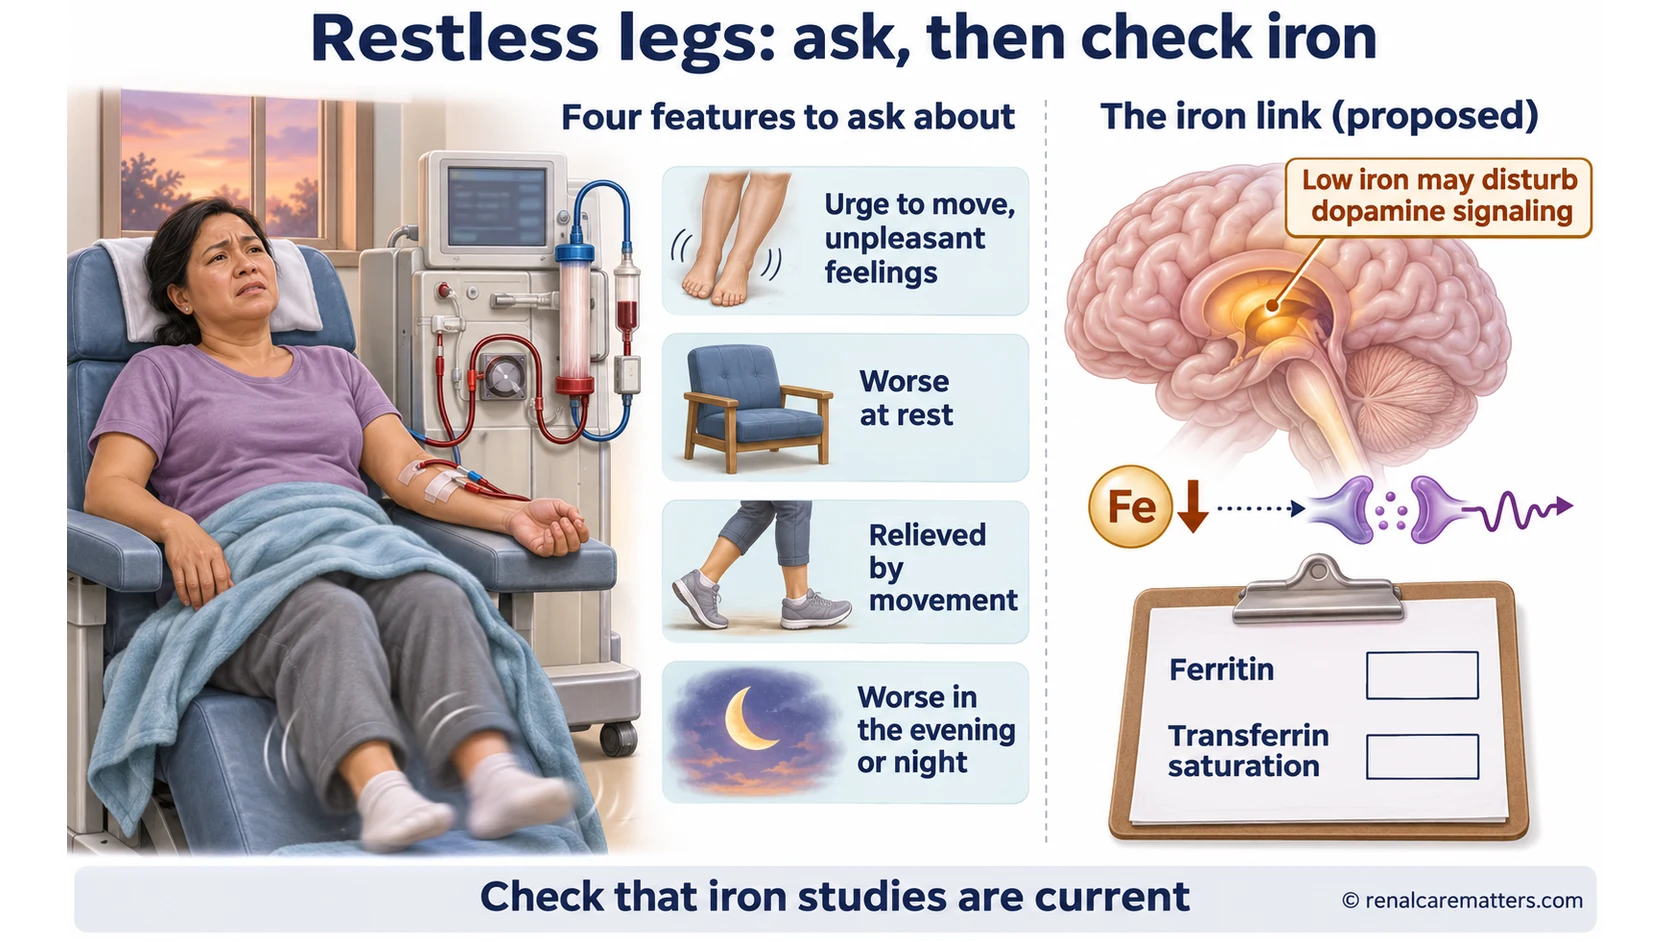 Restless legs: ask, then check iron
Four features to ask about
Urge to move,
unpleasant
feelings
Worse
at rest
Relieved
by
movement
Worse in
the evening
or night
The iron link (proposed)
Low iron may disturb
dopamine signaling
Fe
Ferritin
Transferrin
saturation
Check that iron studies are current
© renalcarematters.com